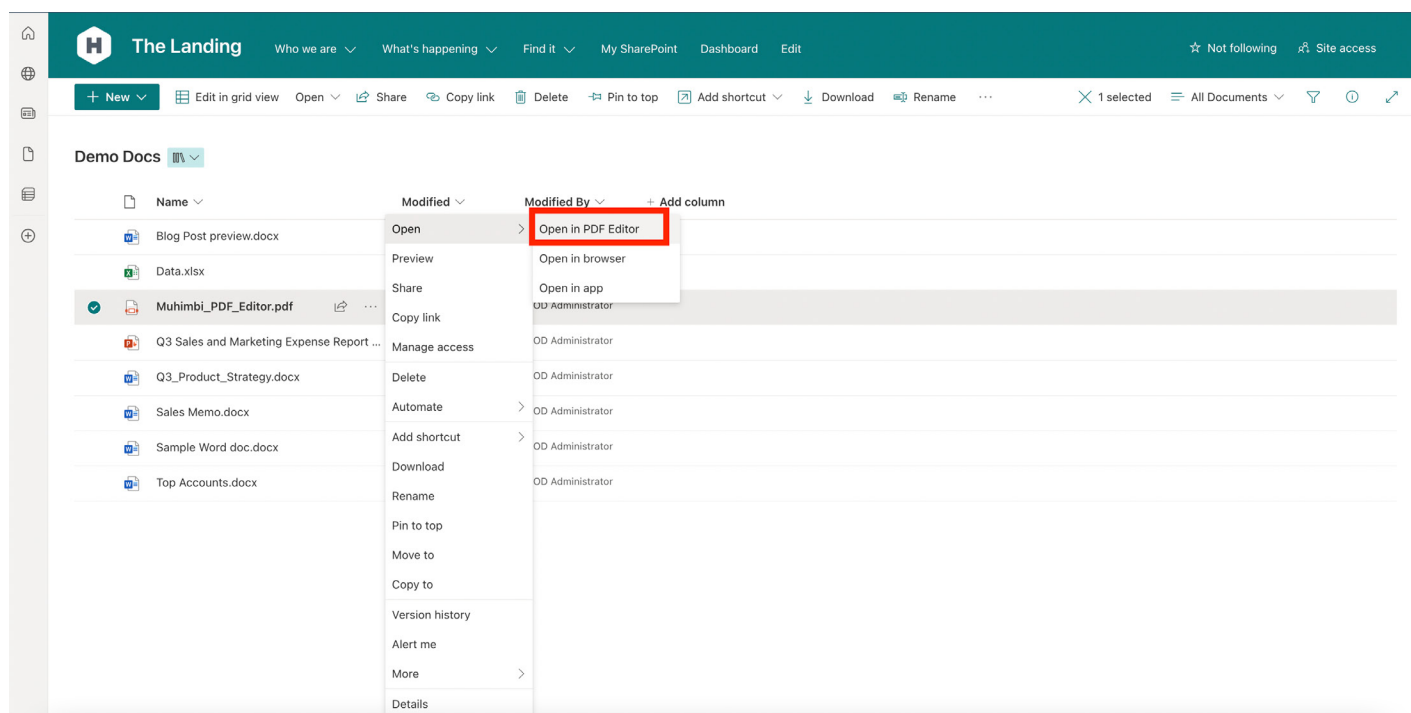 H The Landing Who we are What's happening Find it My SharePoint Dashboard Edit Not following Site access
+ New Edit in grid view Open Share Copy link Delete Pin to top Add shortcut Download Rename ... 1 selected All Documents
Demo Docs
Name Modified Modified By + Add column
Blog Post preview.docx
Data.xlsx
Muhimbi_PDF_Editor.pdf ... OD Administrator
Q3 Sales and Marketing Expense Report ... OD Administrator
Q3_Product_Strategy.docx OD Administrator
Sales Memo.docx OD Administrator
Sample Word doc.docx OD Administrator
Top Accounts.docx OD Administrator
Open
Preview
Share
Copy link
Manage access
Delete
Automate
Add shortcut
Download
Rename
Pin to top
Move to
Copy to
Version history
Alert me
More
Details
Open in PDF Editor
Open in browser
Open in app